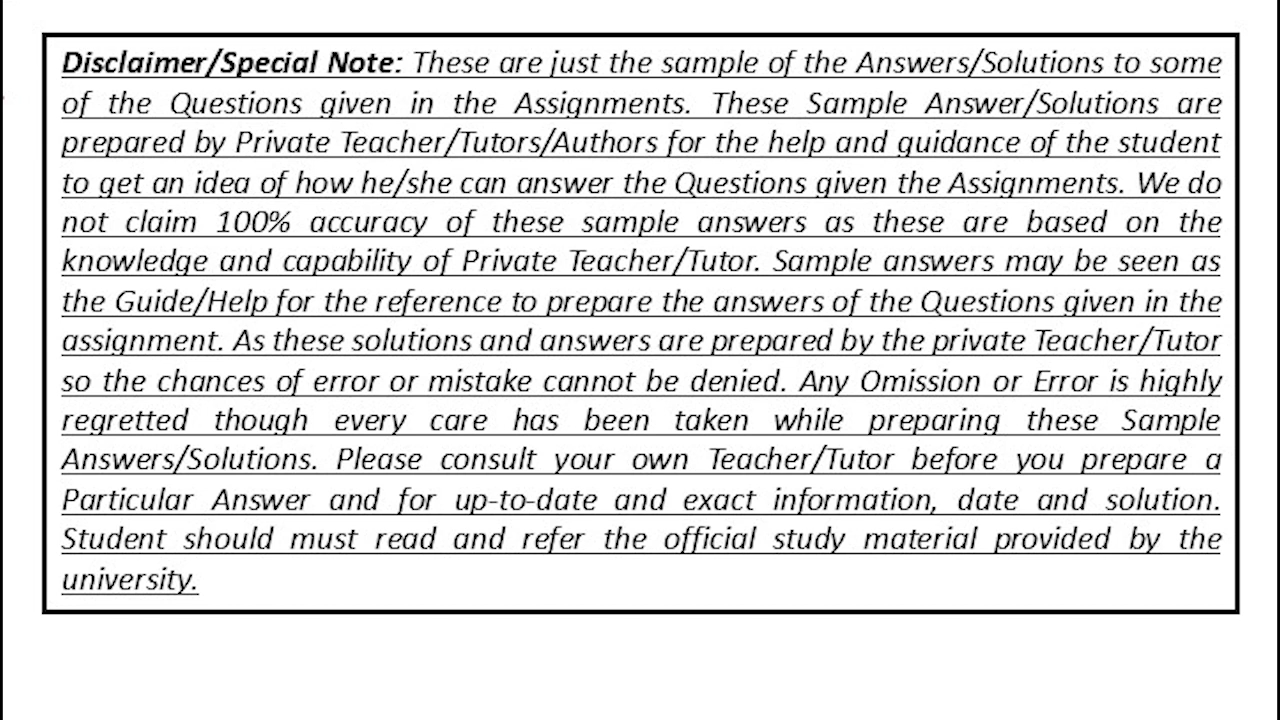 Disclaimer/Special Note: These are just the sample of the Answers/Solutions to some
of the Questions given in the Assignments. These Sample Answer/Solutions are
prepared by Private Teacher/Tutors/Authors for the help and guidance of the student
to get an idea of how he/she can answer the Questions given the Assignments. We do
not claim 100% accuracy of these sample answers as these are based on the
knowledge and capability of Private Teacher/Tutor. Sample answers may be seen as
the Guide/Help for the reference to prepare the answers of the Questions given in the
assignment. As these solutions and answers are prepared by the private Teacher/Tutor
so the chances of error or mistake cannot be denied. Any Omission or Error is highly
regretted though every care has been taken while preparing these Sample
Answers/Solutions. Please consult your own Teacher/Tutor before you prepare a
Particular Answer and for up-to-date and exact information, date and solution.
Student should must read and refer the official study material provided by the
university.